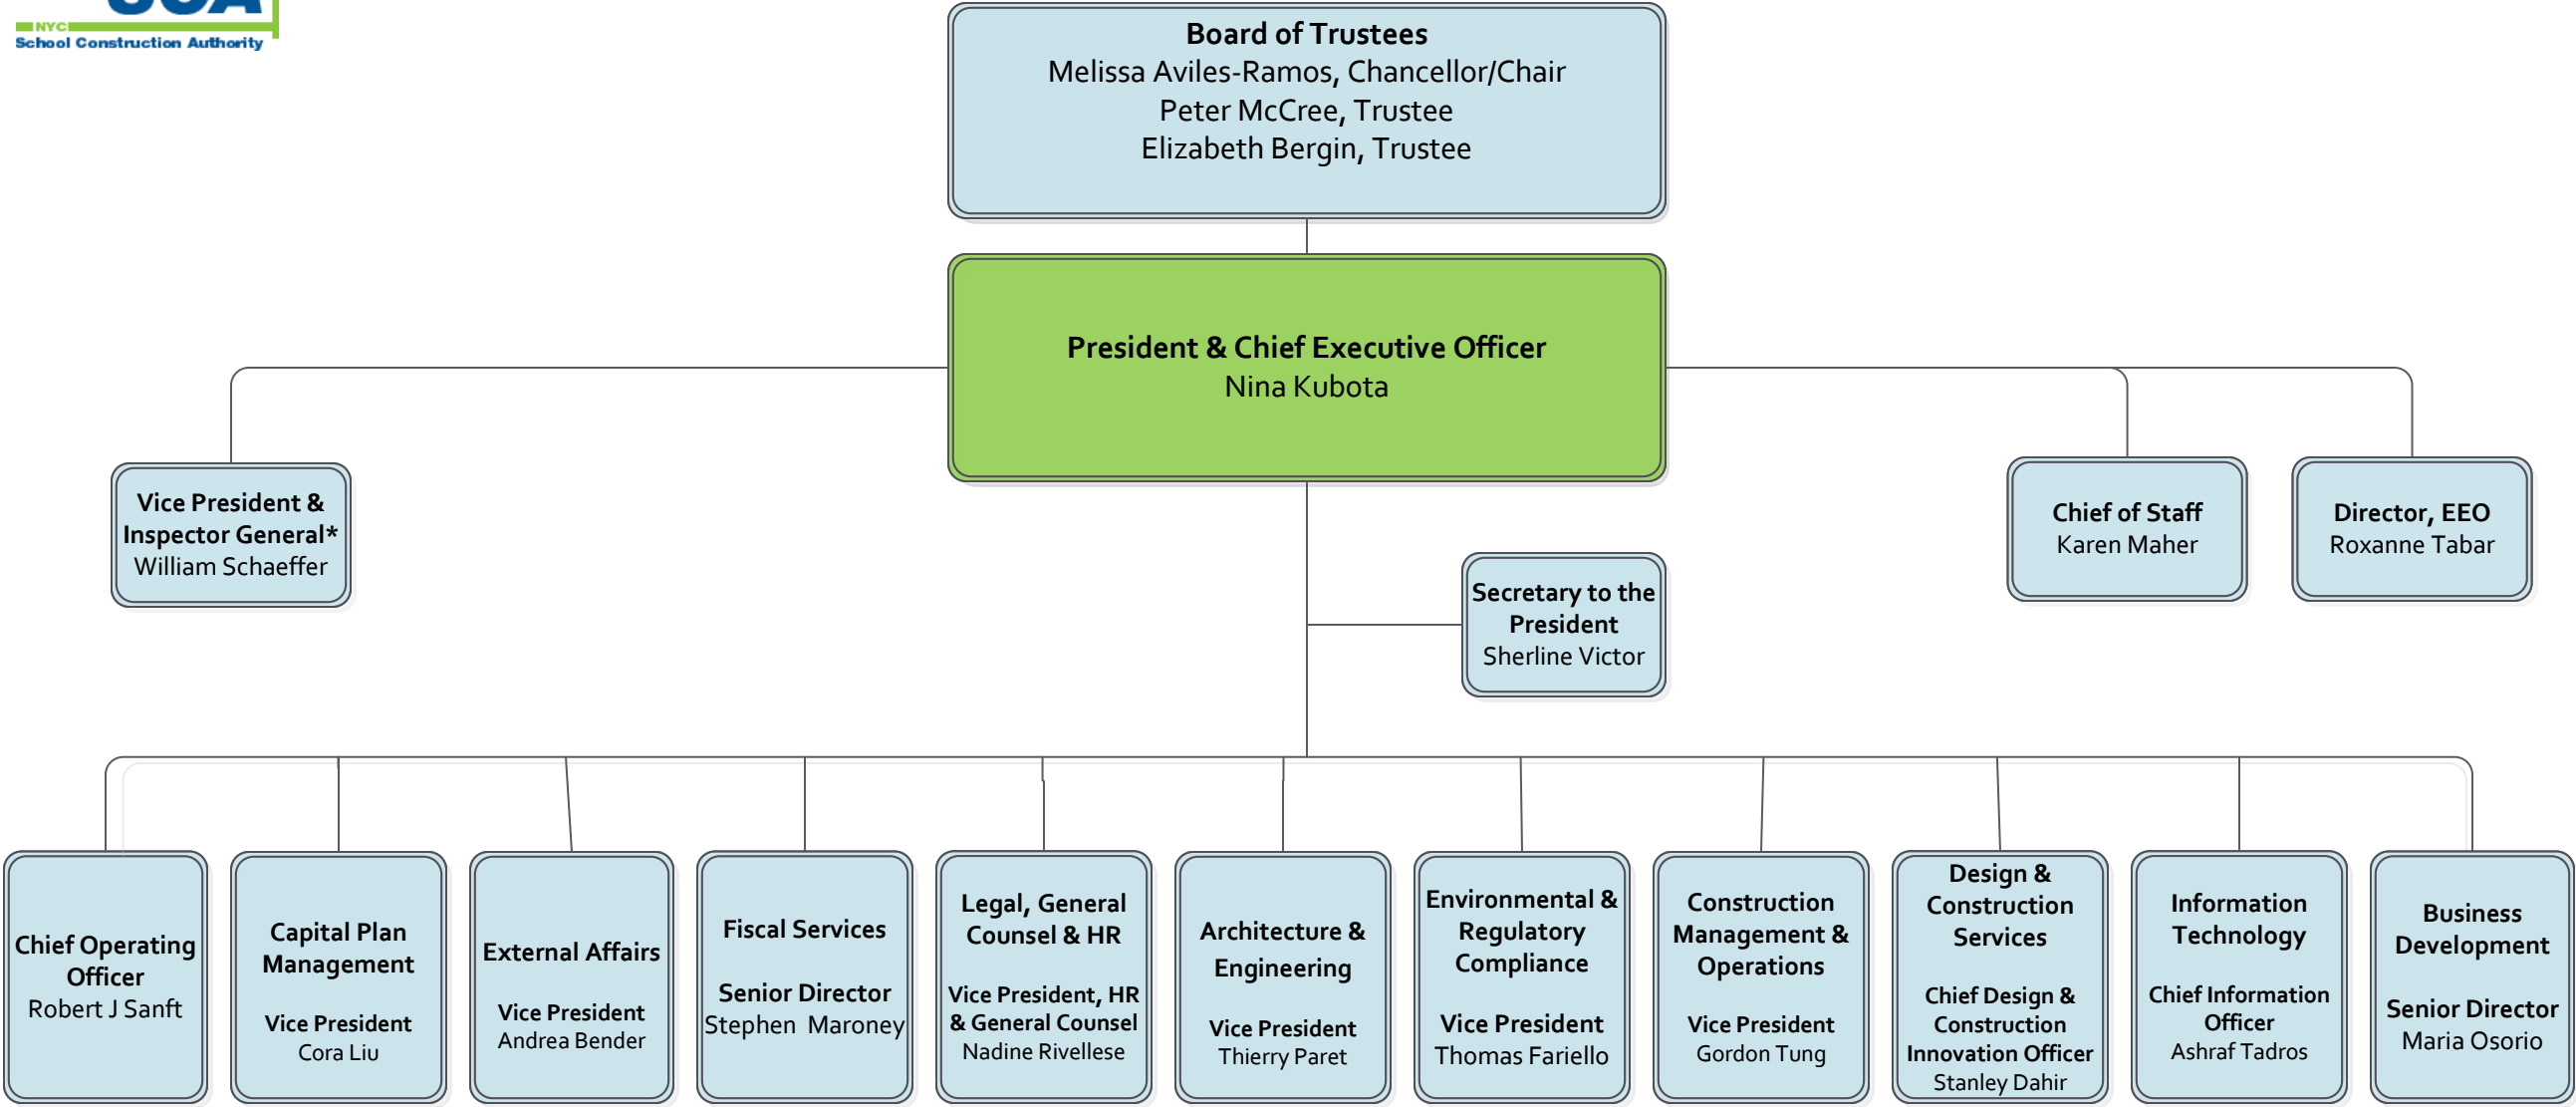 SCA
NYC
School Construction Authority
Board of Trustees
Melissa Aviles-Ramos, Chancellor/Chair
Peter McCree, Trustee
Elizabeth Bergin, Trustee
President & Chief Executive Officer
Nina Kubota
Vice President &
Inspector General*
William Schaeffer
Chief of Staff
Karen Maher
Director, EEO
Roxanne Tabar
Secretary to the
President
Sherline Victor
Chief Operating
Officer
Robert J Sanft
Capital Plan
Management
Vice President
Cora Liu
External Affairs
Vice President
Andrea Bender
Fiscal Services
Senior Director
Stephen Maroney
Legal, General
Counsel & HR
Vice President, HR
& General Counsel
Nadine Rivellese
Architecture &
Engineering
Vice President
Thierry Paret
Environmental &
Regulatory
Compliance
Vice President
Thomas Fariello
Construction
Management &
Operations
Vice President
Gordon Tung
Design &
Construction
Services
Chief Design &
Construction
Innovation Officer
Stanley Dahir
Information
Technology
Chief Information
Officer
Ashraf Tadros
Business
Development
Senior Director
Maria Osorio